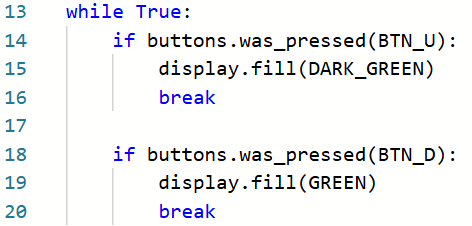 13 while True:
14     if buttons.was_pressed(BTN_U):
15         display.fill(DARK_GREEN)
16         break
17
18     if buttons.was_pressed(BTN_D):
19         display.fill(GREEN)
20         break